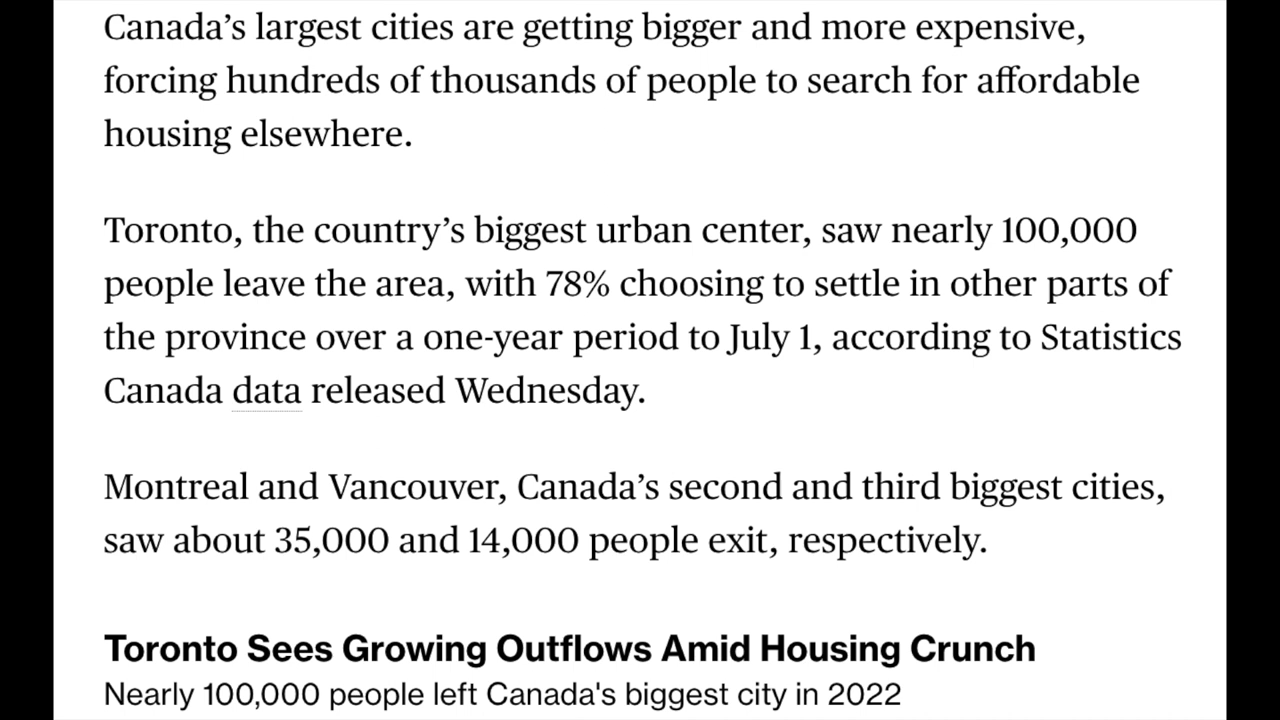 Canada’s largest cities are getting bigger and more expensive,
forcing hundreds of thousands of people to search for affordable
housing elsewhere.
Toronto, the country’s biggest urban center, saw nearly 100,000
people leave the area, with 78% choosing to settle in other parts of
the province over a one-year period to July 1, according to Statistics
Canada data released Wednesday.
Montreal and Vancouver, Canada’s second and third biggest cities,
saw about 35,000 and 14,000 people exit, respectively.
Toronto Sees Growing Outflows Amid Housing Crunch
Nearly 100,000 people left Canada's biggest city in 2022